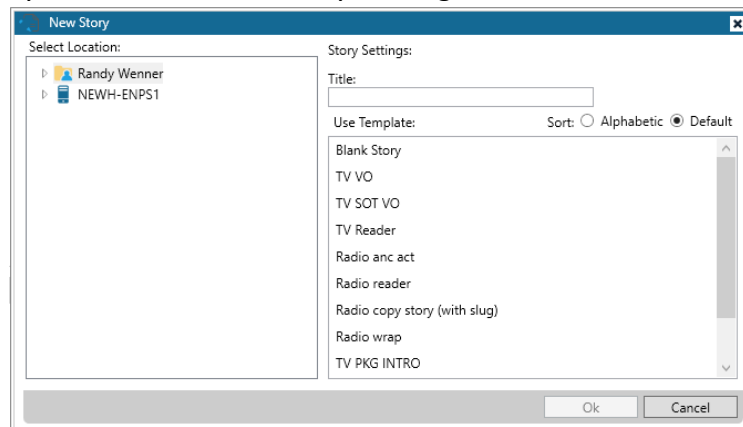 New Story
Select Location:
Randy Wenner
NEWH-ENPS1
Story Settings:
Title:
Use Template:
Sort: Alphabetic Default
Blank Story
TV VO
TV SOT VO
TV Reader
Radio anc act
Radio reader
Radio copy story (with slug)
Radio wrap
TV PKG INTRO
Ok Cancel